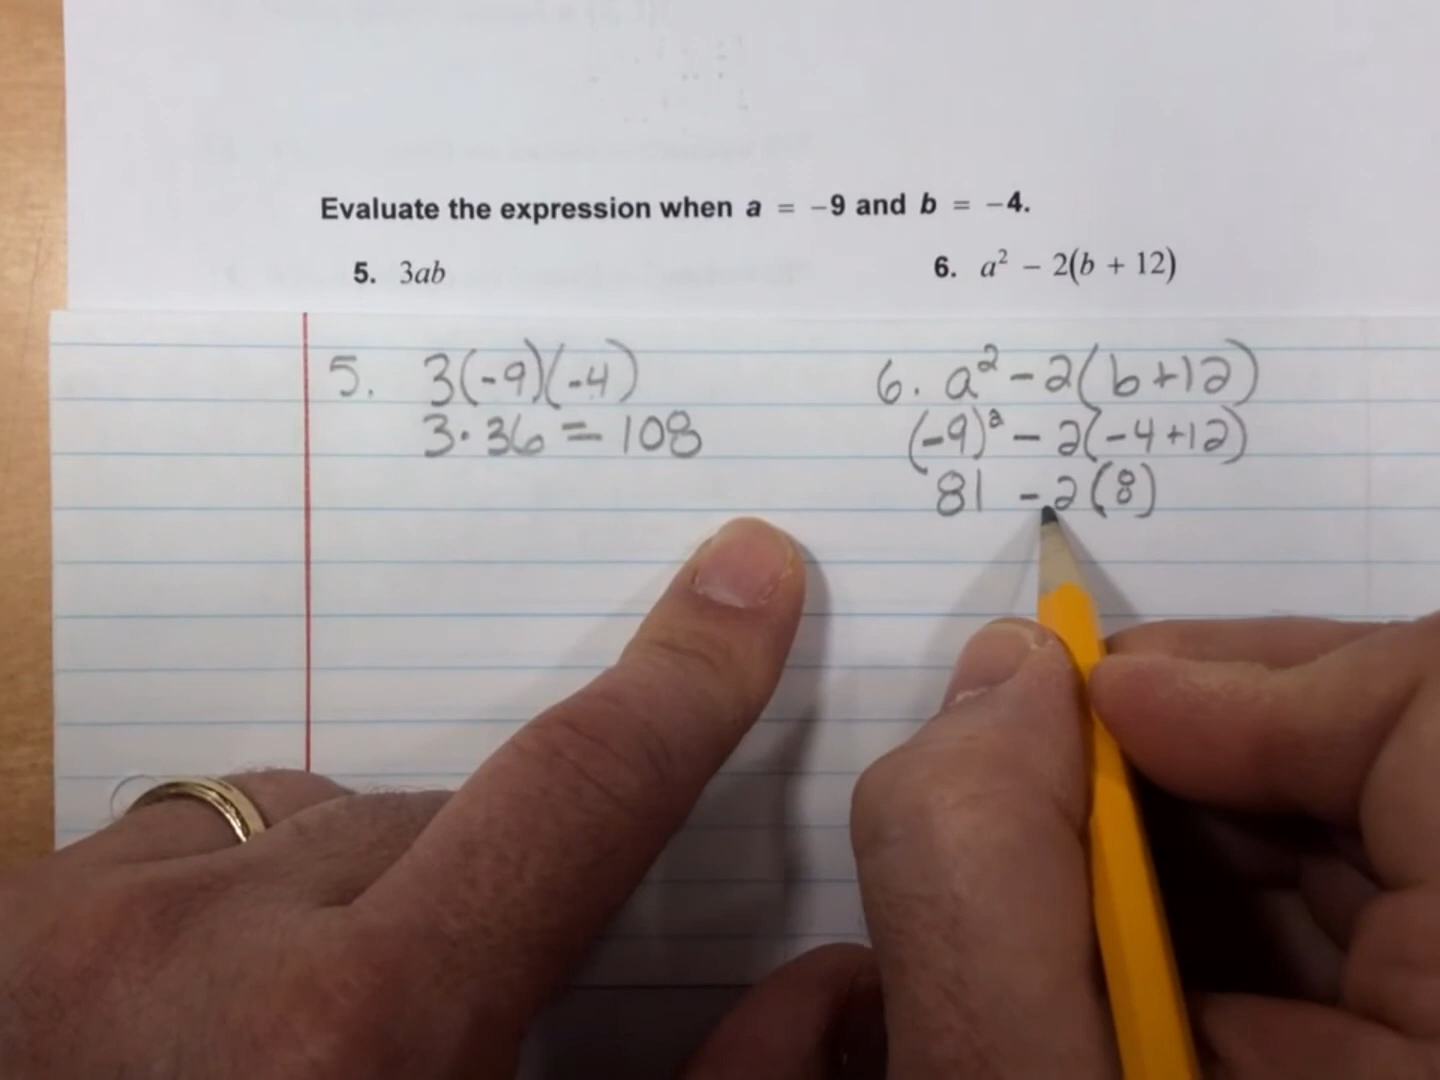 Evaluate the expression when a = −9 and b = −4.
5. 3ab
6. a² − 2(b + 12)
5. 3(-9)(-4)
3·36 = 108
6. a² - 2(b+12)
(-9)² - 2(-4+12)
81 - 2(8)